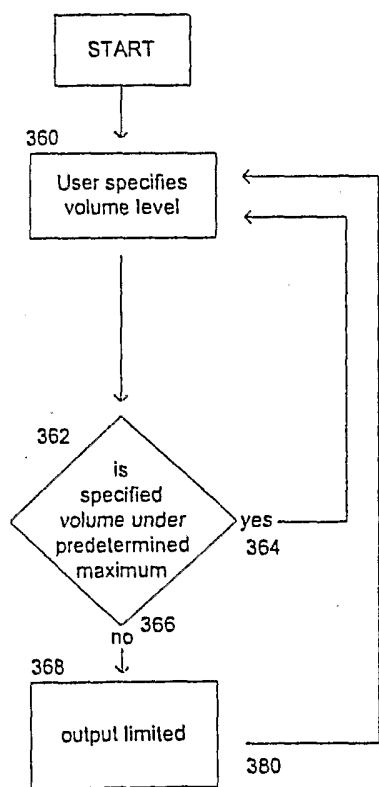 START
360
User specifies
volume level
362
is
specified
volume under
predetermined
maximum
yes
364
no
366
368
output limited
380